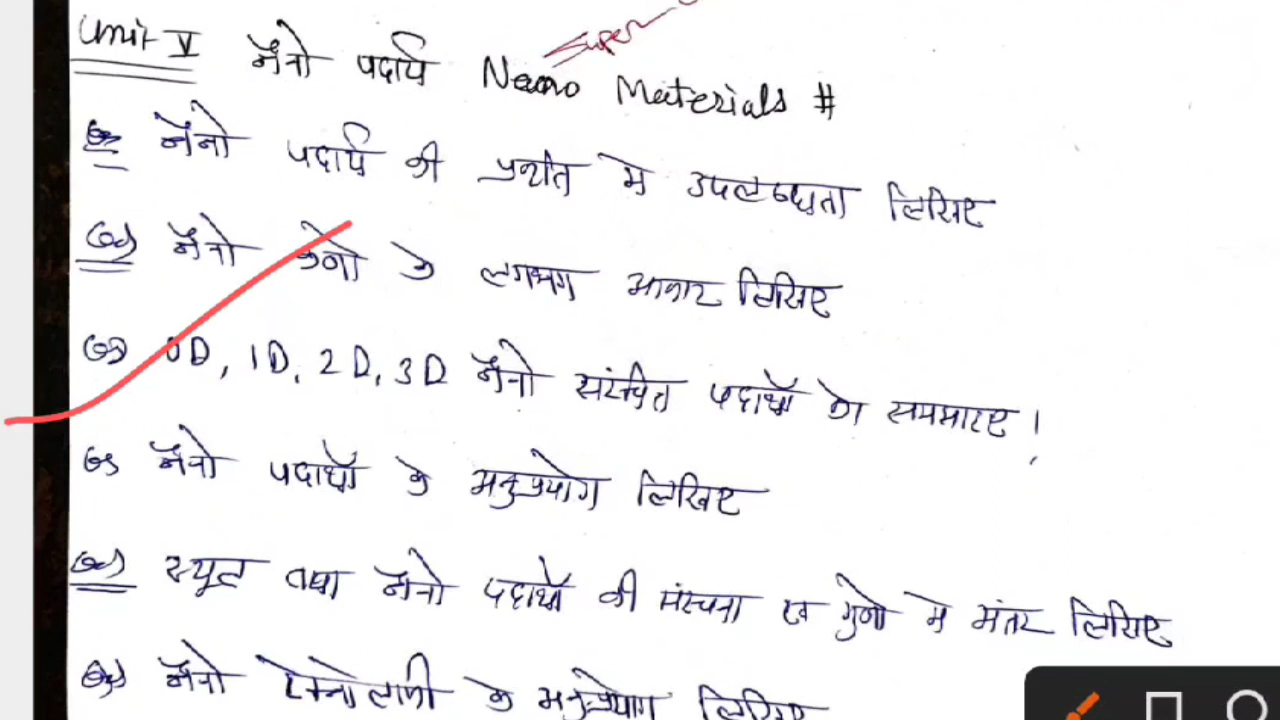 Super
Unit V नैनो पदार्थ Nano Materials #
Q नैनो पदार्थ की प्रकृति मे उपलब्धता लिखिए
Q नैनो कणो के लगभग आकार लिखिए
Q 0D, 1D, 2D, 3D नैनो संरचित पदार्थो को समझाइए।
Q नैनो पदार्थो के अनुप्रयोग लिखिए
Q स्थूल तथा नैनो पदार्थो की संरचना एवं गुणो मे अंतर लिखिए
Q नैनो टेक्नोलाजी के अनुप्रयोग लिखिए